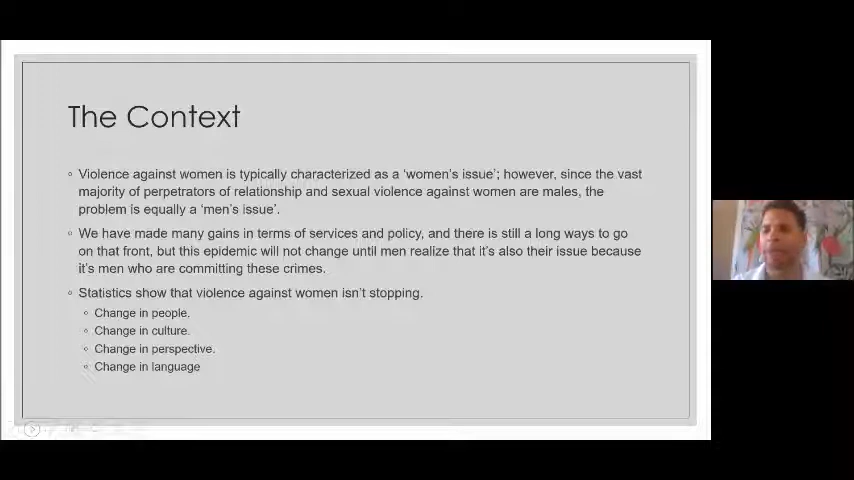 The Context
Violence against women is typically characterized as a ‘women’s issue’; however, since the vast
majority of perpetrators of relationship and sexual violence against women are males, the
problem is equally a ‘men’s issue’.
We have made many gains in terms of services and policy, and there is still a long ways to go
on that front, but this epidemic will not change until men realize that it’s also their issue because
it’s men who are committing these crimes.
Statistics show that violence against women isn’t stopping.
Change in people.
Change in culture.
Change in perspective.
Change in language